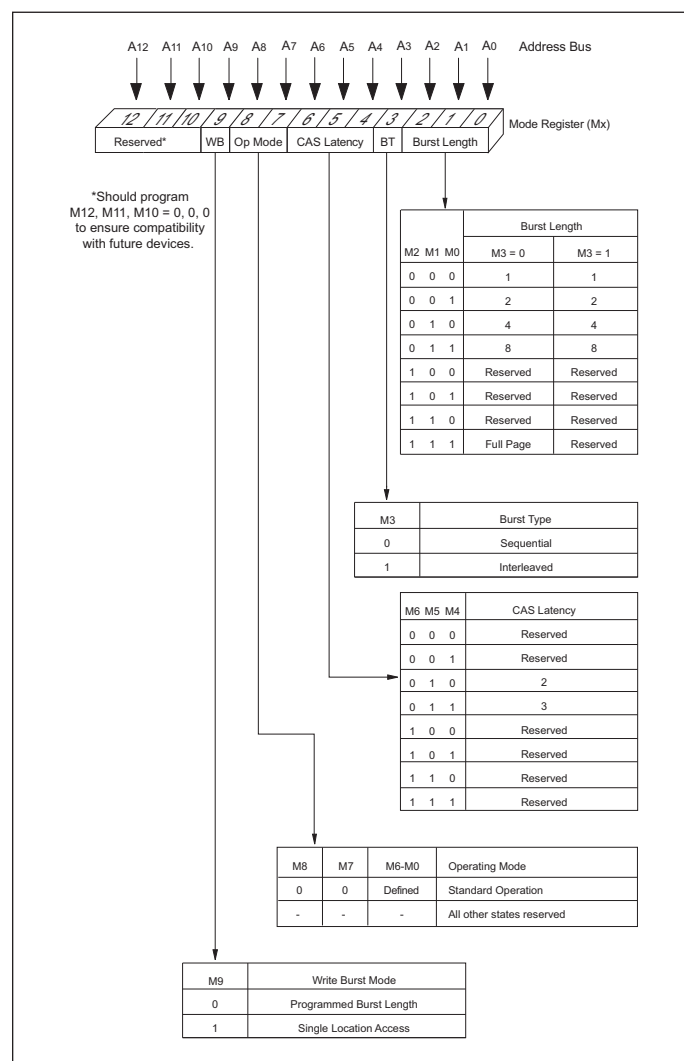 A12 A11 A10 A9 A8 A7 A6 A5 A4 A3 A2 A1 A0 Address Bus
12 11 10 9 8 7 6 5 4 3 2 1 0 Mode Register (Mx)
Reserved* WB Op Mode CAS Latency BT Burst Length
*Should program
M12, M11, M10 = 0, 0, 0
to ensure compatibility
with future devices.
Burst Length
M2 M1 M0 M3 = 0 M3 = 1
0 0 0 1 1
0 0 1 2 2
0 1 0 4 4
0 1 1 8 8
1 0 0 Reserved Reserved
1 0 1 Reserved Reserved
1 1 0 Reserved Reserved
1 1 1 Full Page Reserved
M3 Burst Type
0 Sequential
1 Interleaved
M6 M5 M4 CAS Latency
0 0 0 Reserved
0 0 1 Reserved
0 1 0 2
0 1 1 3
1 0 0 Reserved
1 0 1 Reserved
1 1 0 Reserved
1 1 1 Reserved
M8 M7 M6-M0 Operating Mode
0 0 Defined Standard Operation
- - - All other states reserved
M9 Write Burst Mode
0 Programmed Burst Length
1 Single Location Access